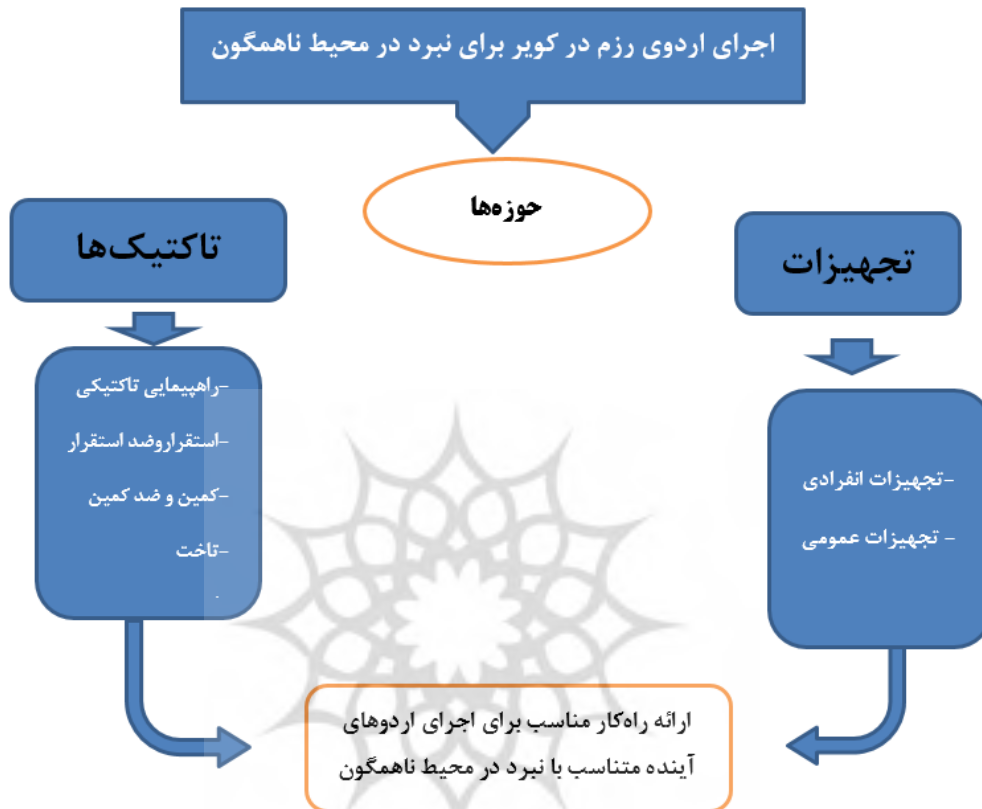 اجرای اردوی رزم در کویر برای نبرد در محیط ناهمگون
حوزه‌ها
تجهیزات
-تجهیزات انفرادی
- تجهیزات عمومی
تاکتیک‌ها
-راهپیمایی تاکتیکی
-استقراروضد استقرار
-کمین و ضد کمین
-تاخت
.
ارائه راه‌کار مناسب برای اجرای اردوهای
آینده متناسب با نبرد در محیط ناهمگون